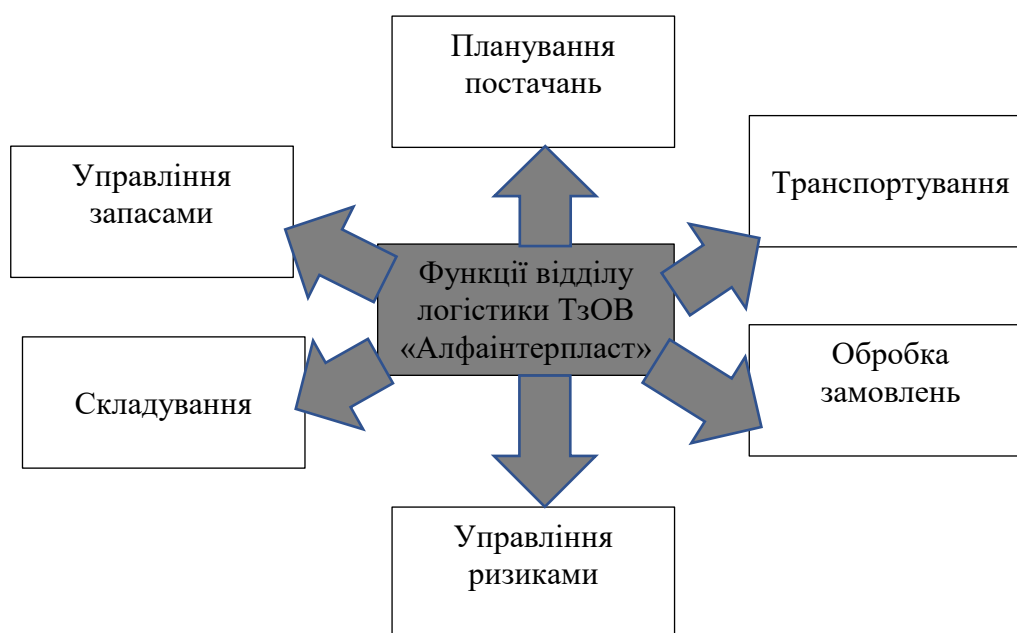 Планування
постачань
Транспортування
Управління
запасами
Функції відділу
логістики ТзОВ
«Алфаінтерпласт»
Обробка
замовлень
Складування
Управління
ризиками